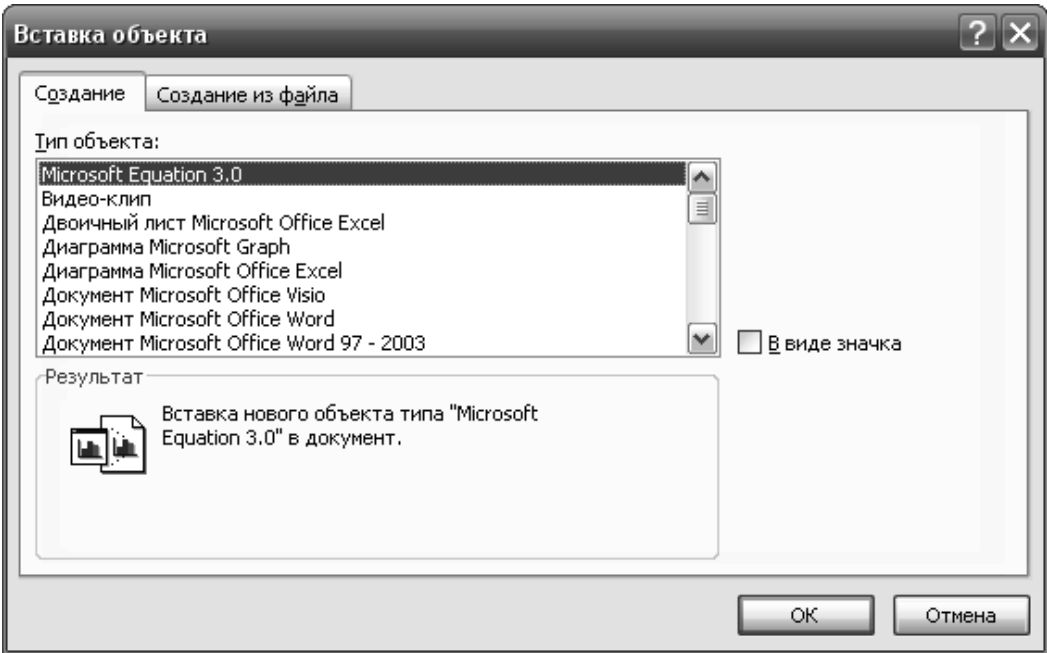 Вставка объекта
Создание
Создание из файла
Тип объекта:
Microsoft Equation 3.0
Видео-клип
Двоичный лист Microsoft Office Excel
Диаграмма Microsoft Graph
Диаграмма Microsoft Office Excel
Документ Microsoft Office Visio
Документ Microsoft Office Word
Документ Microsoft Office Word 97 - 2003
В виде значка
Результат
Вставка нового объекта типа "Microsoft
Equation 3.0" в документ.
ОК
Отмена